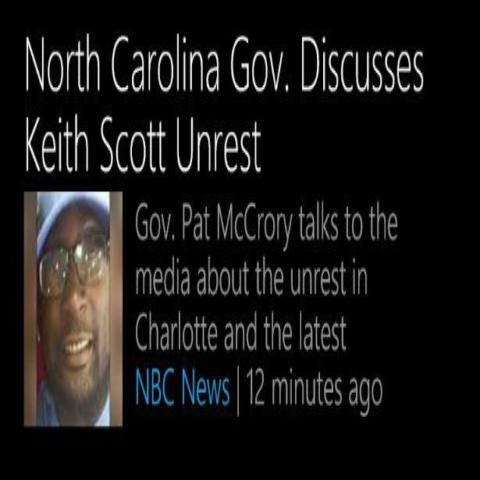 North Carolina Gov. Discusses
Keith Scott Unrest
Gov. Pat McCrory talks to the
media about the unrest in
Charlotte and the latest
NBC News | 12 minutes ago